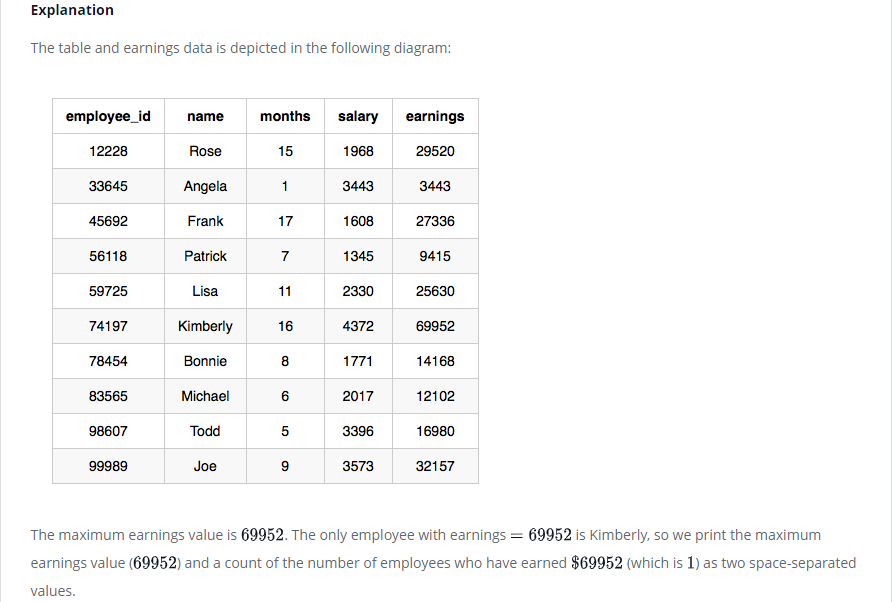 Explanation
The table and earnings data is depicted in the following diagram:
employee_id name months salary earnings
12228 Rose 15 1968 29520
33645 Angela 1 3443 3443
45692 Frank 17 1608 27336
56118 Patrick 7 1345 9415
59725 Lisa 11 2330 25630
74197 Kimberly 16 4372 69952
78454 Bonnie 8 1771 14168
83565 Michael 6 2017 12102
98607 Todd 5 3396 16980
99989 Joe 9 3573 32157
The maximum earnings value is 69952. The only employee with earnings = 69952 is Kimberly, so we print the maximum
earnings value (69952) and a count of the number of employees who have earned $69952 (which is 1) as two space-separated
values.